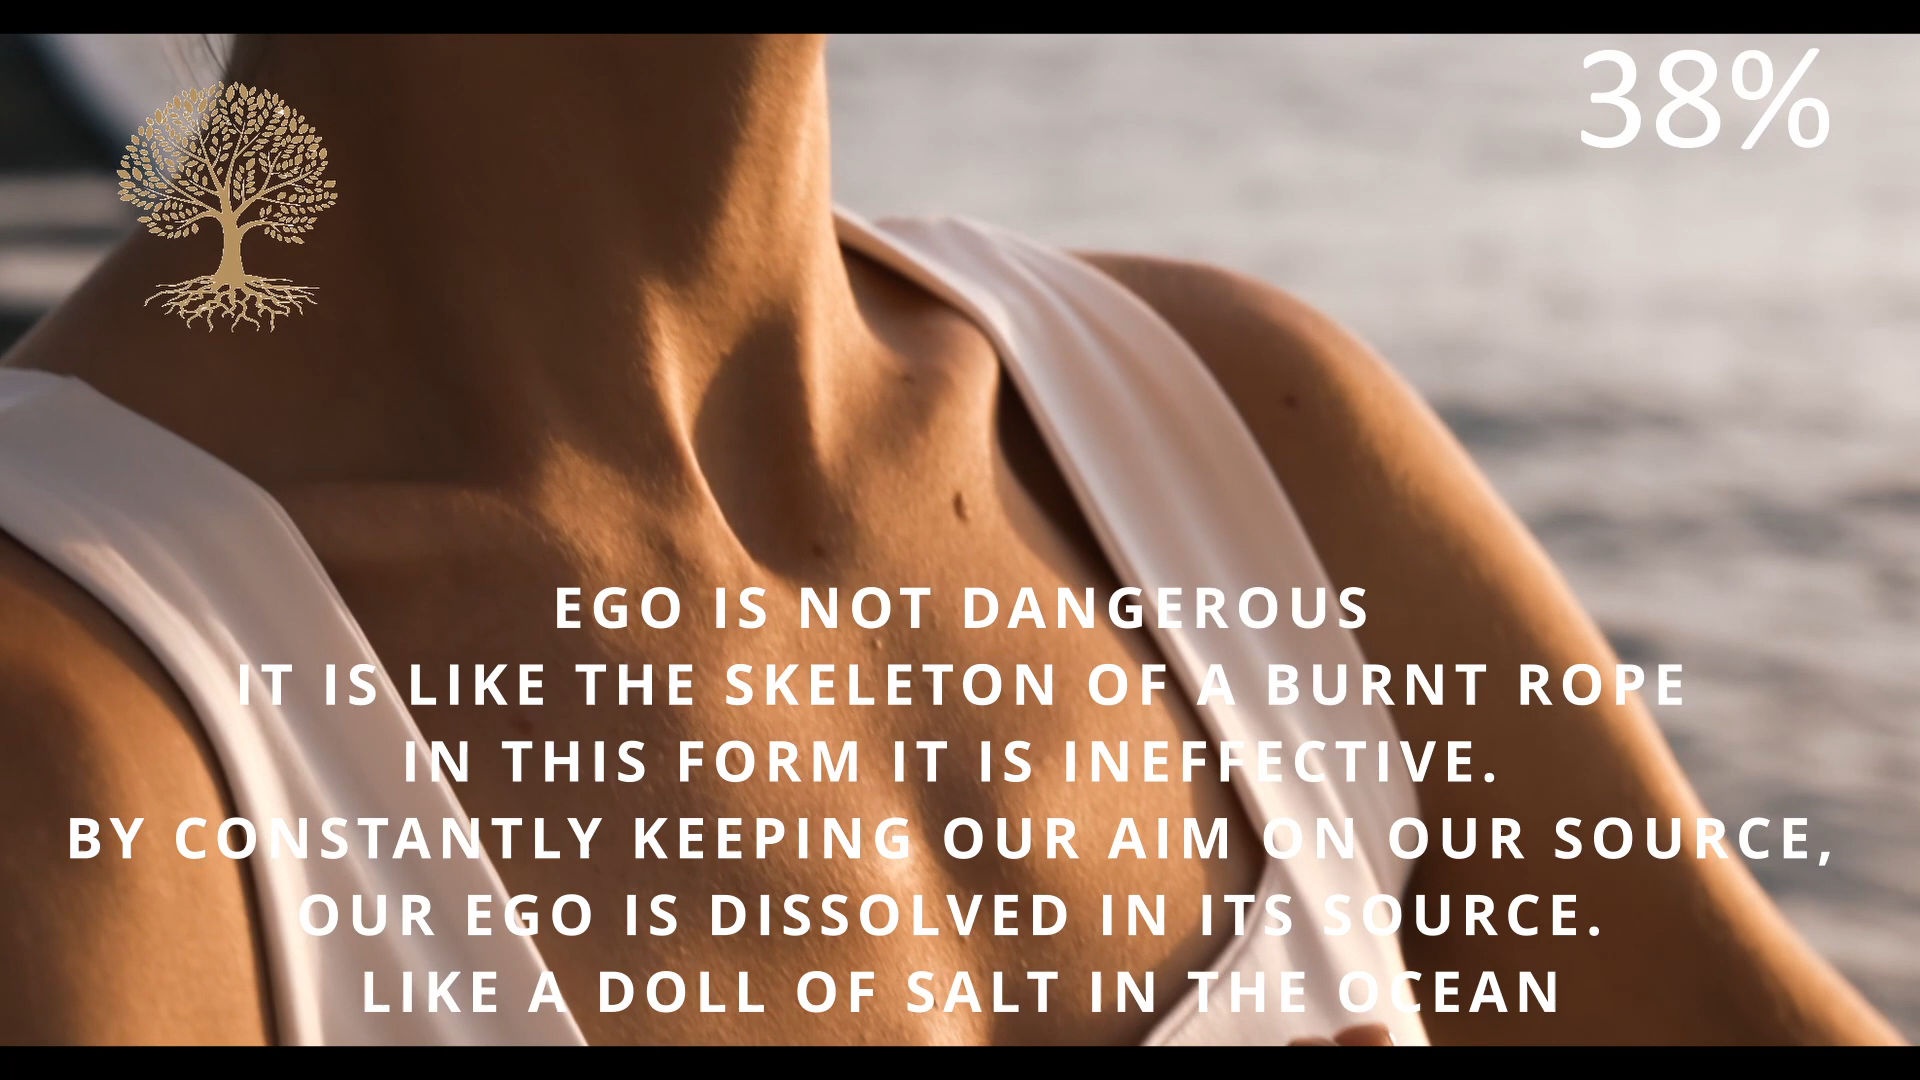 38%
EGO IS NOT DANGEROUS
IT IS LIKE THE SKELETON OF A BURNT ROPE
IN THIS FORM IT IS INEFFECTIVE.
BY CONSTANTLY KEEPING OUR AIM ON OUR SOURCE,
OUR EGO IS DISSOLVED IN ITS SOURCE.
LIKE A DOLL OF SALT IN THE OCEAN